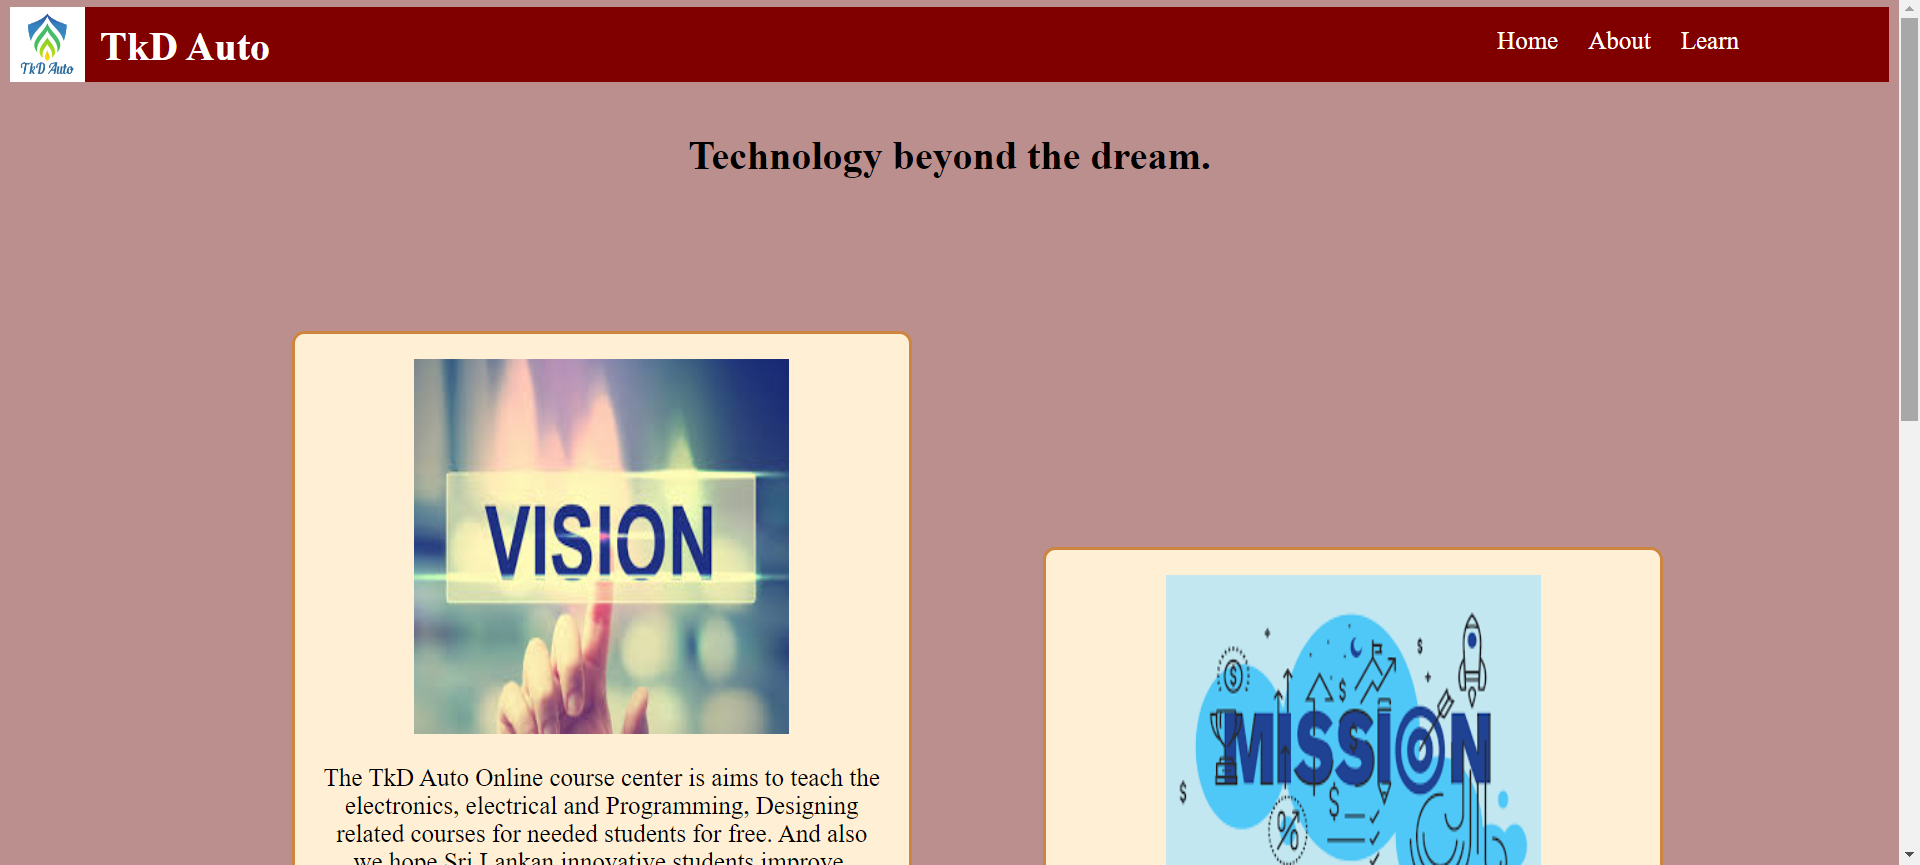 TkD Auto
TkD Auto
Home About Learn
Technology beyond the dream.
VISION
The TkD Auto Online course center is aims to teach the
electronics, electrical and Programming, Designing
related courses for needed students for free. And also
we hope Sri Lankan innovative students improve
MISSION